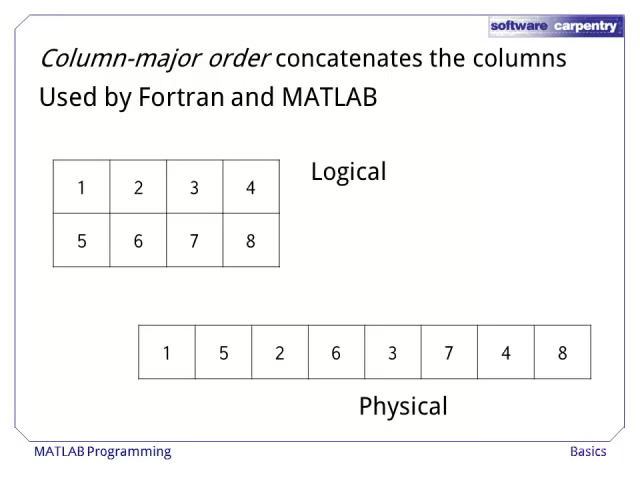 software carpentry
Column-major order concatenates the columns
Used by Fortran and MATLAB
Logical
1 2 3 4
5 6 7 8
1 5 2 6 3 7 4 8
Physical
MATLAB Programming Basics